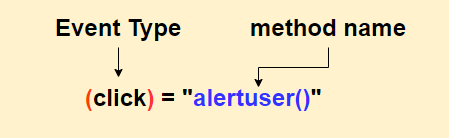 Event Type method name
(click) = "alertuser()"